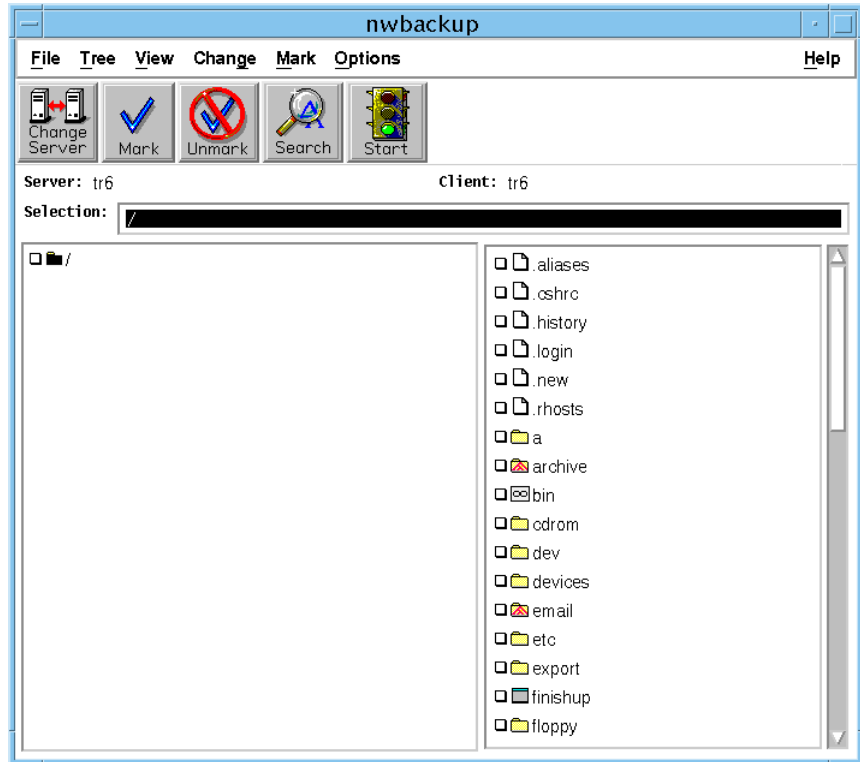 nwbackup
File Tree View Change Mark Options Help
Change Server
Mark
Unmark
Search
Start
Server: tr6 Client: tr6
Selection: /
/
.aliases
.cshrc
.history
.login
.new
.rhosts
a
archive
bin
cdrom
dev
devices
email
etc
export
finishup
floppy